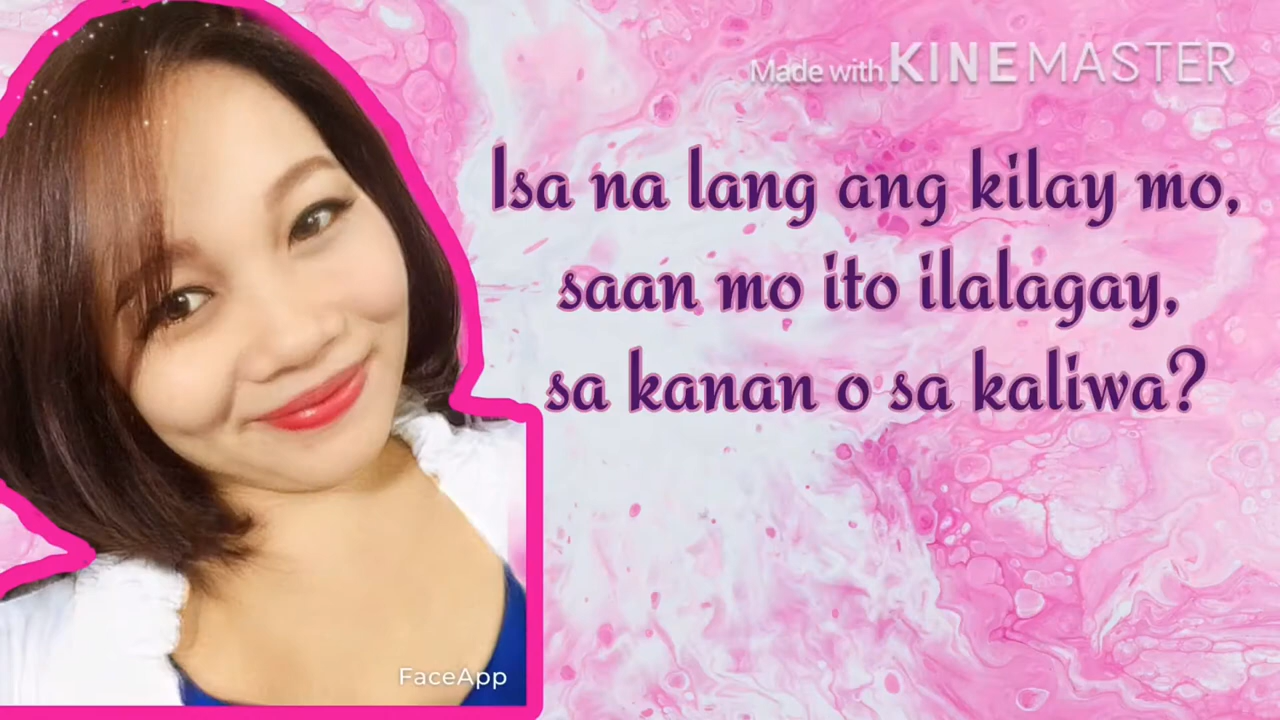 Made with KINEMASTER
Isa na lang ang kilay mo,
saan mo ito ilalagay,
sa kanan o sa kaliwa?
FaceApp